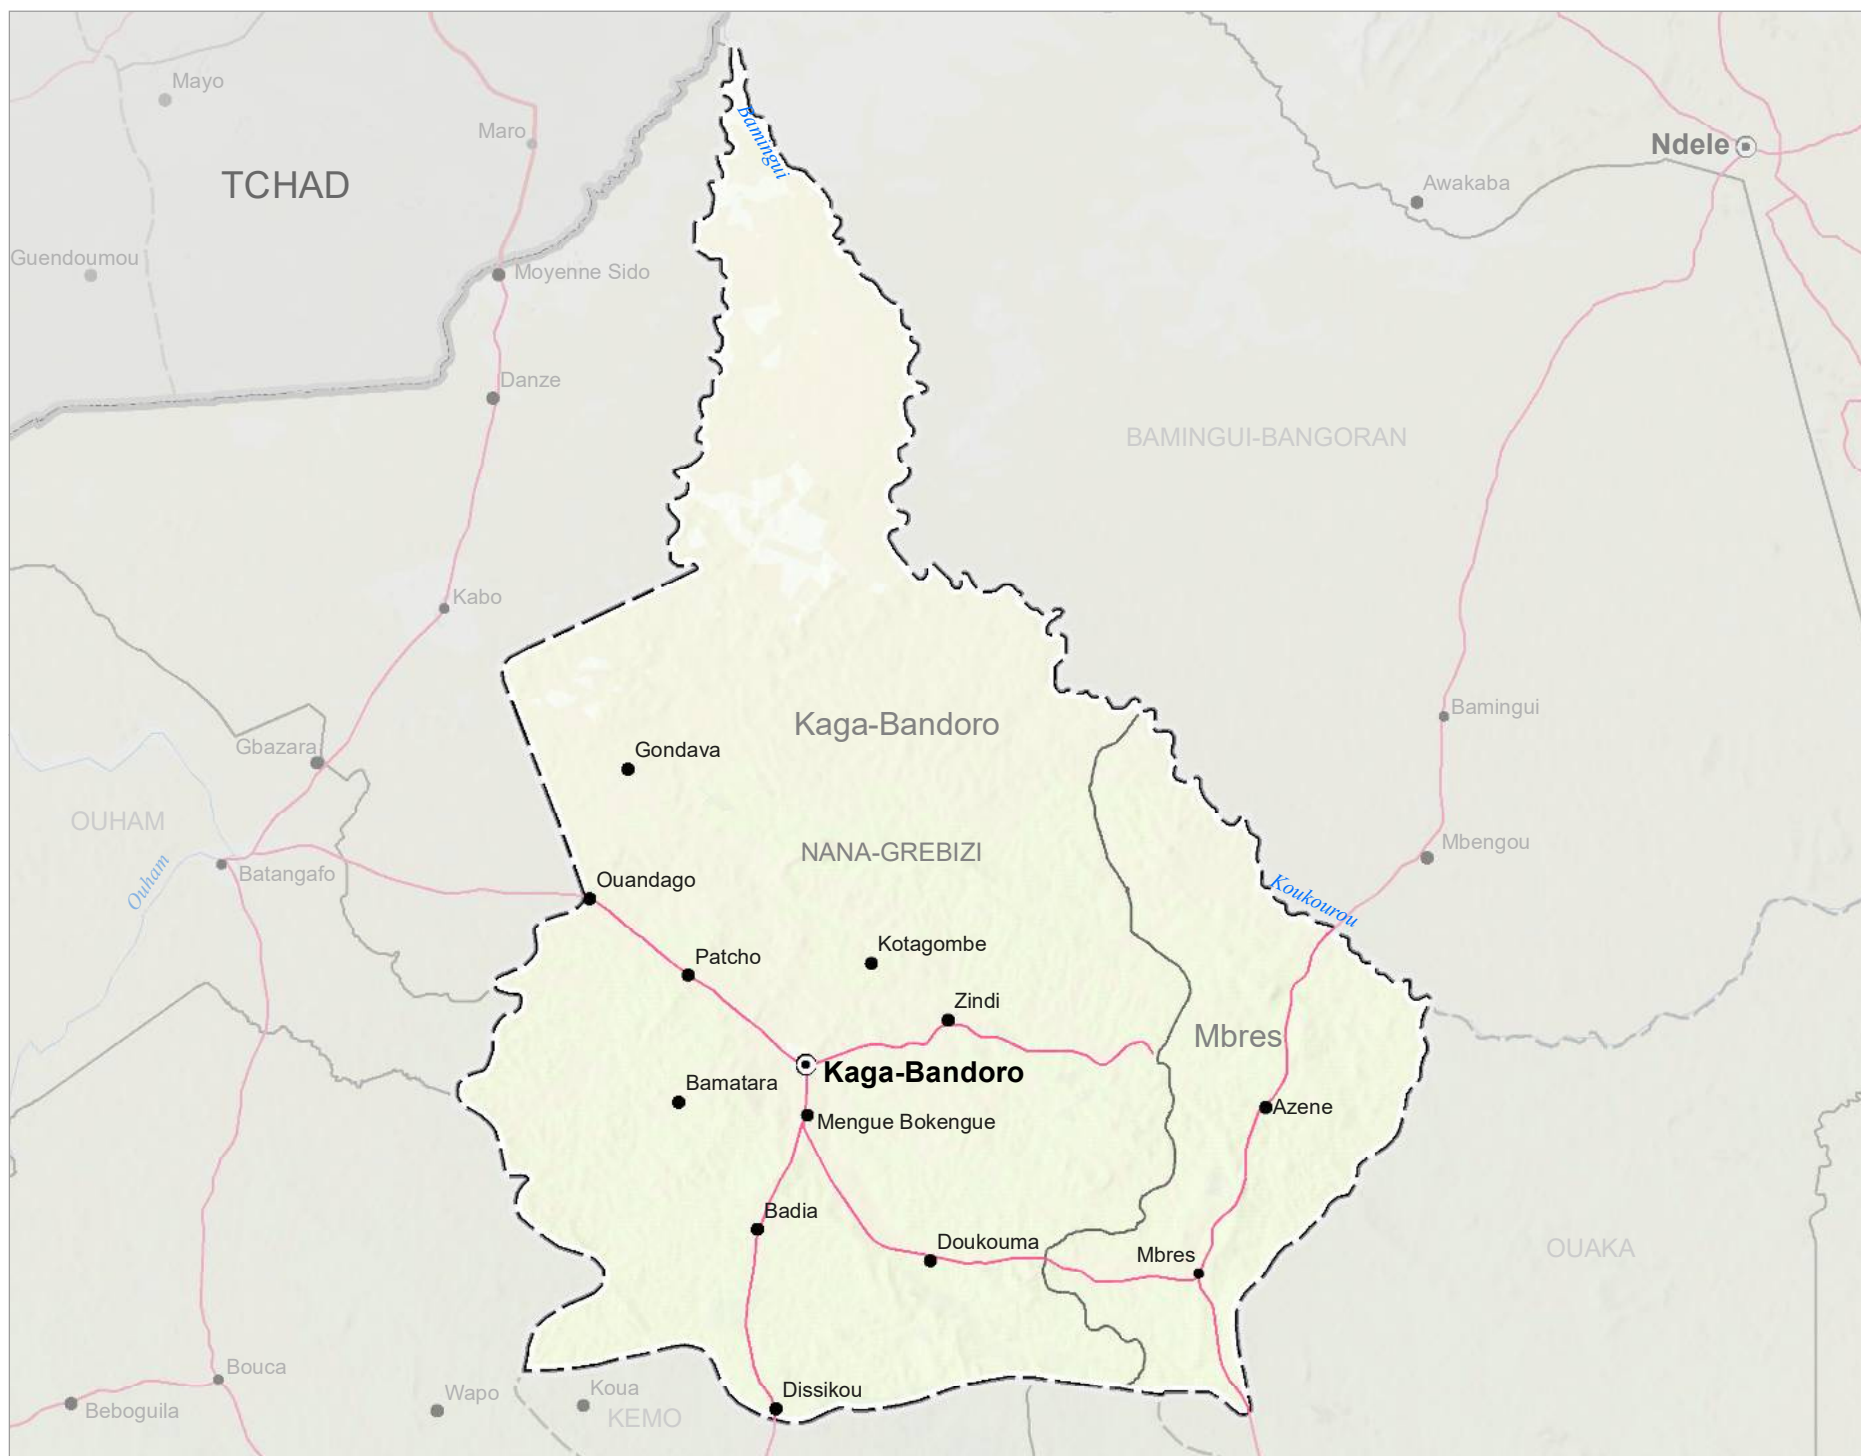 Mayo
Maro
TCHAD
Ndele
Awakaba
Bamingui
Guendoumou
Moyenne Sido
Danze
BAMINGUI-BANGORAN
Kabo
Bamingui
Kaga-Bandoro
Gbazara
Gondava
OUHAM
Mbengou
NANA-GREBIZI
Ouham
Batangafo
Ouandago
Koukourou
Kotagombe
Patcho
Zindi
Mbres
Kaga-Bandoro
Bamatara
Azene
Mengue Bokengue
Badia
Doukouma
Mbres
OUAKA
Bouca
Beboguila
Wapo
Koua
Dissikou
KEMO